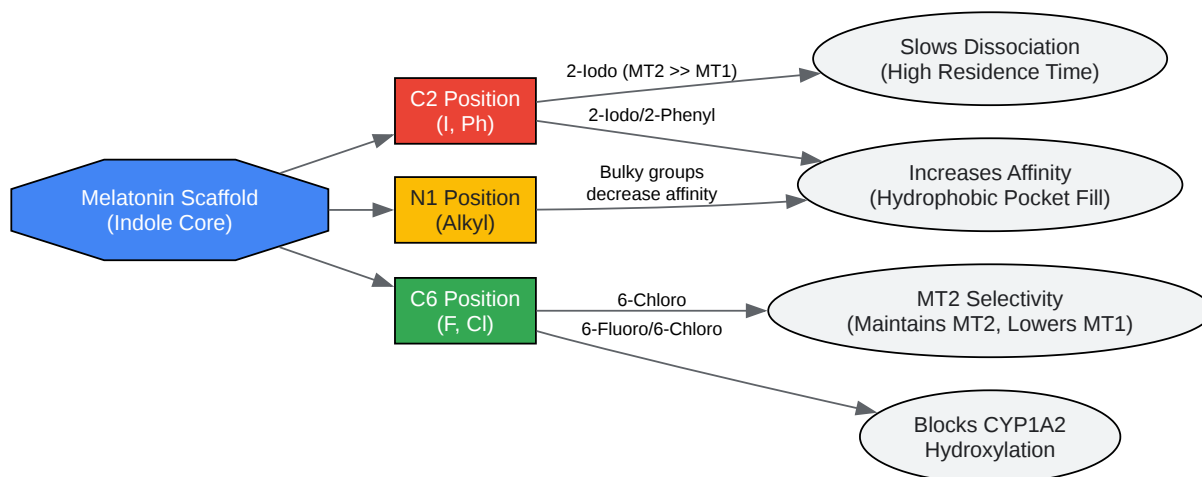 Melatonin Scaffold
(Indole Core)
C2 Position
(I, Ph)
N1 Position
(Alkyl)
C6 Position
(F, Cl)
2-Iodo (MT2 >> MT1)
2-Iodo/2-Phenyl
Bulky groups
decrease affinity
6-Chloro
6-Fluoro/6-Chloro
Slows Dissociation
(High Residence Time)
Increases Affinity
(Hydrophobic Pocket Fill)
MT2 Selectivity
(Maintains MT2, Lowers MT1)
Blocks CYP1A2
Hydroxylation